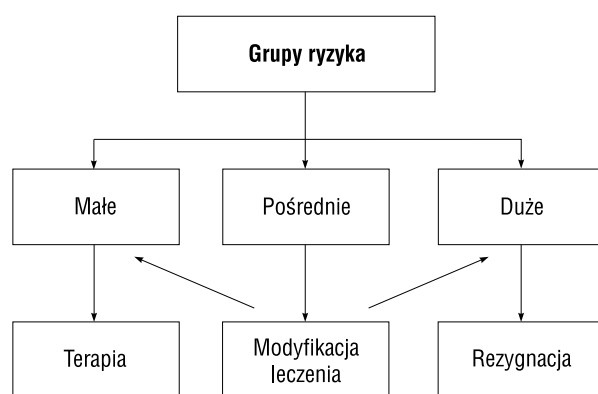 Grupy ryzyka
Małe
Pośrednie
Duże
Terapia
Modyfikacja
leczenia
Rezygnacja